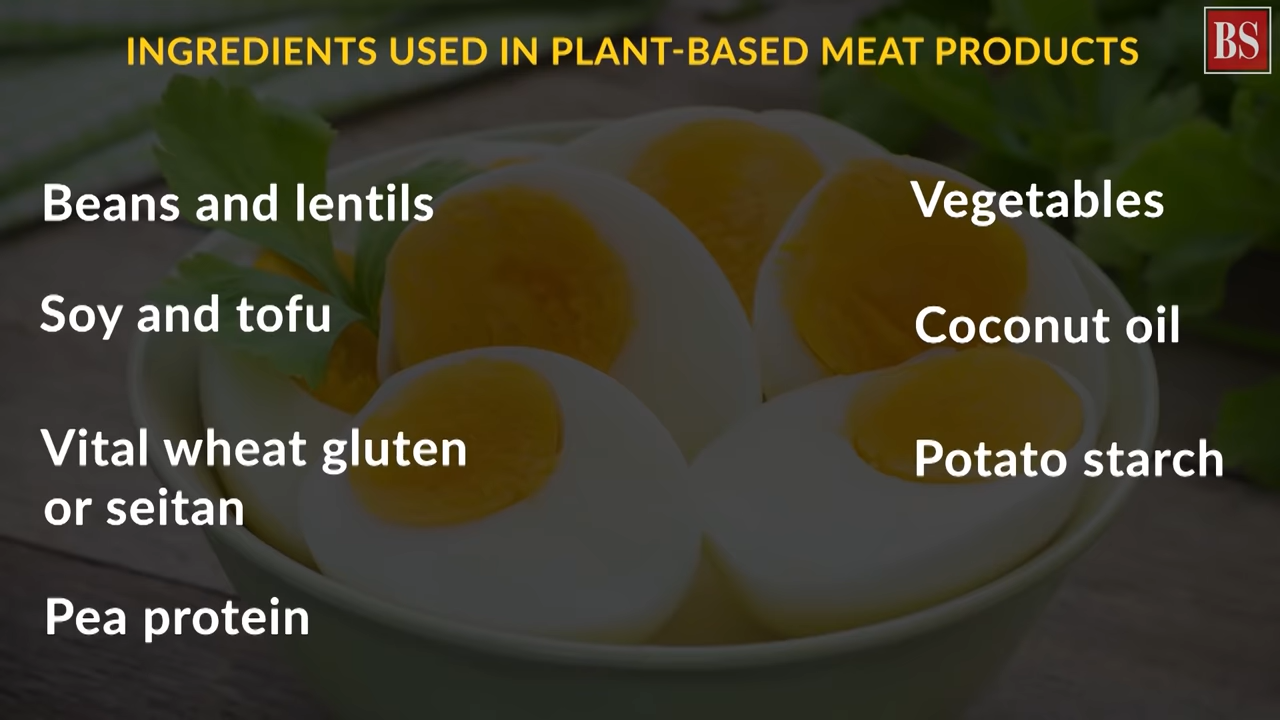 INGREDIENTS USED IN PLANT-BASED MEAT PRODUCTS
BS
Beans and lentils
Soy and tofu
Vital wheat gluten
or seitan
Pea protein
Vegetables
Coconut oil
Potato starch